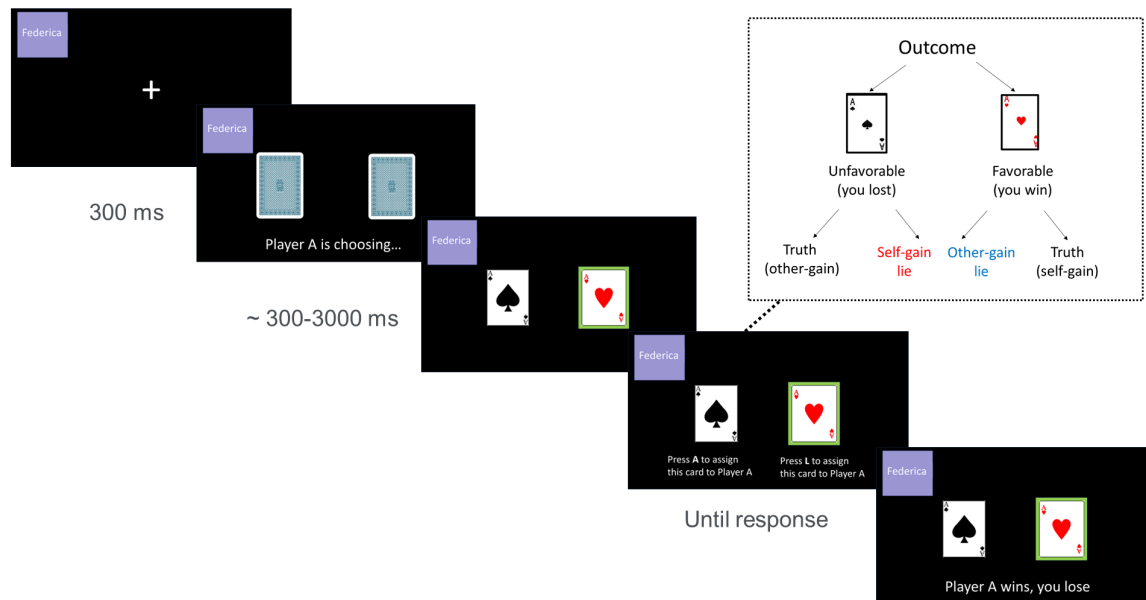 Federica
+
300 ms
Federica
Player A is choosing...
~ 300-3000 ms
Federica
A
A
A
A
Federica
A
A
A
A
Press A to assign
this card to Player A
Press L to assign
this card to Player A
Until response
Federica
A
A
A
A
Player A wins, you lose
Outcome
A
A
A
A
Unfavorable
(you lost)
Favorable
(you win)
Truth
(other-gain)
Self-gain
lie
Other-gain
lie
Truth
(self-gain)